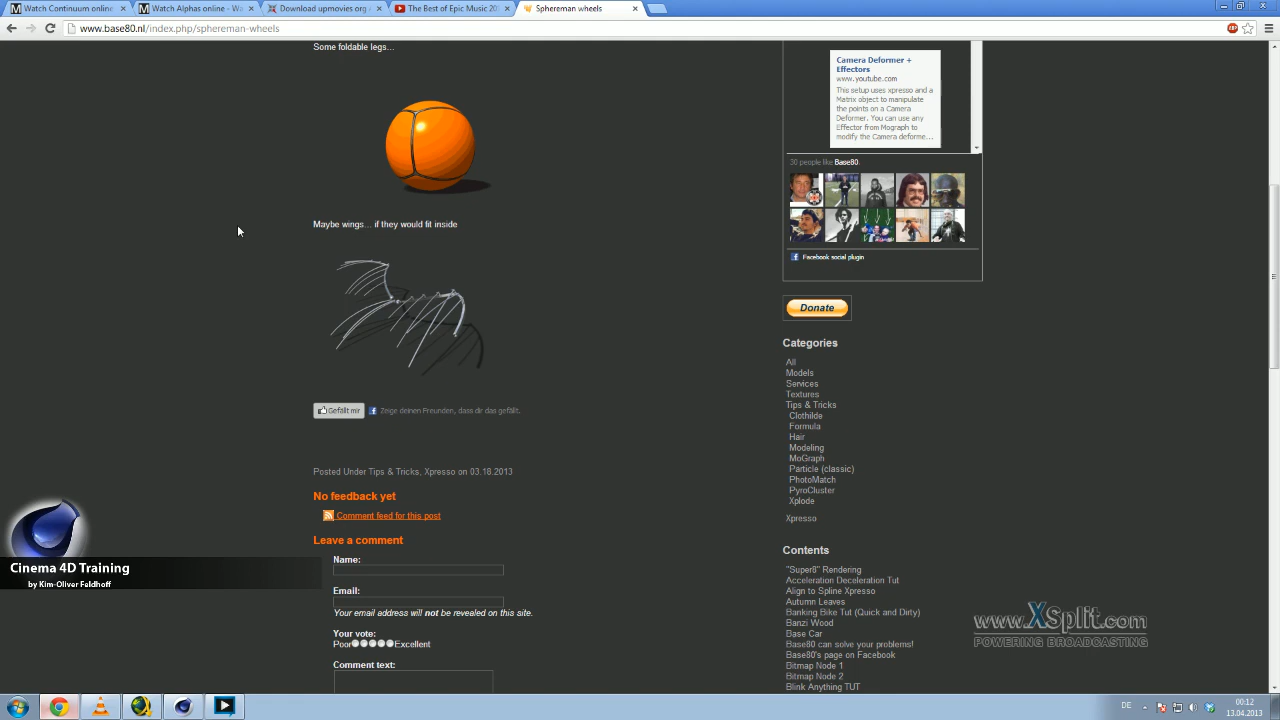 Watch Continuum online
Watch Alphas online - Wa
Download upmovies org A
The Best of Epic Music 20
Sphereman wheels
www.base80.nl/index.php/sphereman-wheels
Some foldable legs...
Maybe wings... if they would fit inside
Gefällt mir
Zeige deinen Freunden, dass dir das gefällt.
Posted Under Tips & Tricks, Xpresso on 03.18.2013
No feedback yet
Comment feed for this post
Leave a comment
Name:
Email:
Your email address will not be revealed on this site.
Your vote:
Poor Excellent
Comment text:
Camera Deformer +
Effectors
www.youtube.com
This setup uses xpresso and a
Matrix object to manipulate
the points on a Camera
Deformer. You can use any
Effector from Mograph to
modify the Camera deforme...
30 people like Base80.
Facebook social plugin
Donate
Categories
All
Models
Services
Textures
Tips & Tricks
Clothilde
Formula
Hair
Modeling
MoGraph
Particle (classic)
PhotoMatch
PyroCluster
Xplode
Xpresso
Contents
"Super8" Rendering
Acceleration Deceleration Tut
Align to Spline Xpresso
Autumn Leaves
Banking Bike Tut (Quick and Dirty)
Banzi Wood
Base Car
Base80 can solve your problems!
Base80's page on Facebook
Bitmap Node 1
Bitmap Node 2
Blink Anything TUT
Cinema 4D Training
by Kim-Oliver Feldhoff
www.XSplit.com
POWERING BROADCASTING
DE
00:12
13.04.2013